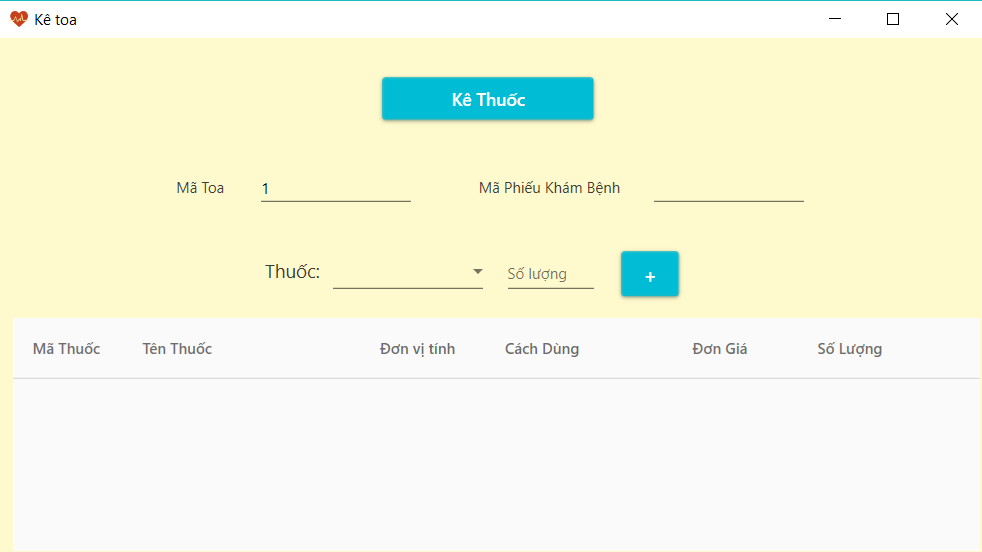 Kê toa
Kê Thuốc
Mã Toa 1 Mã Phiếu Khám Bệnh
Thuốc: Số lượng +
Mã Thuốc Tên Thuốc Đơn vị tính Cách Dùng Đơn Giá Số Lượng